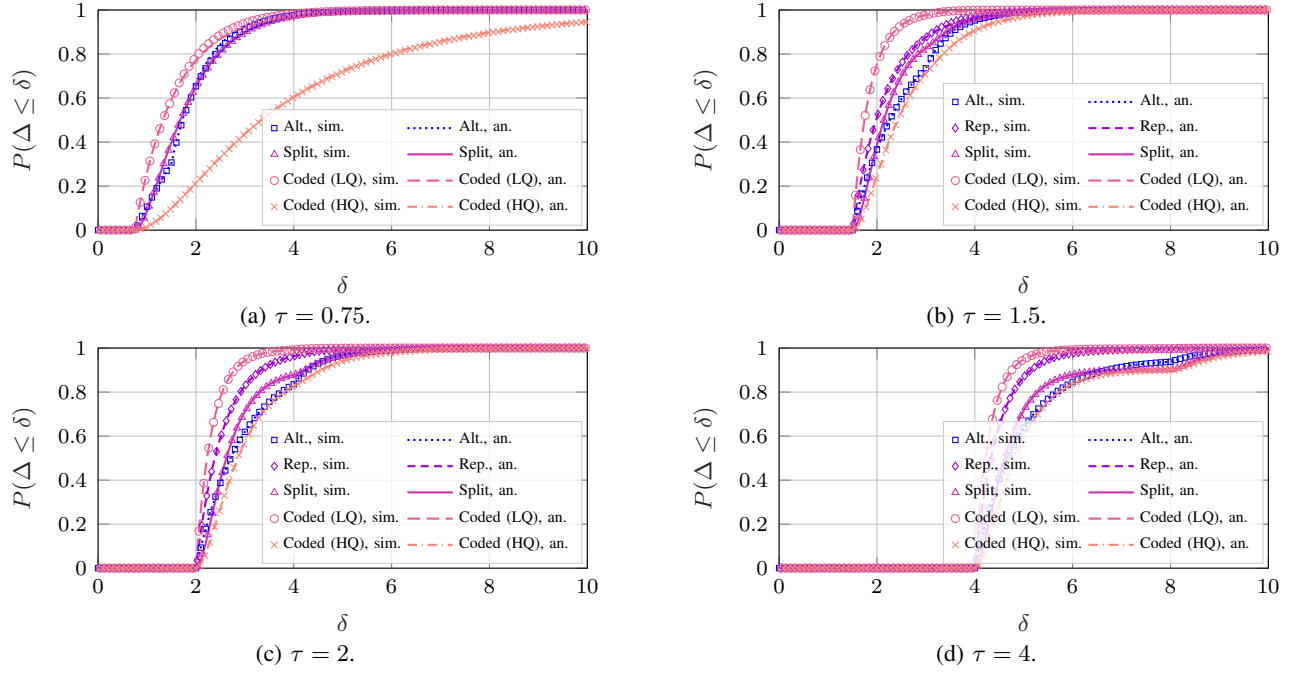 1
0.8
0.6
0.4
0.2
0
P(Δ ≤ δ)
Alt., sim. Alt., an.
Split, sim. Split, an.
Coded (LQ), sim. Coded (LQ), an.
Coded (HQ), sim. Coded (HQ), an.
0 2 4 6 8 10
δ
(a) τ = 0.75.
1
0.8
0.6
0.4
0.2
0
P(Δ ≤ δ)
Alt., sim. Alt., an.
Rep., sim. Rep., an.
Split, sim. Split, an.
Coded (LQ), sim. Coded (LQ), an.
Coded (HQ), sim. Coded (HQ), an.
0 2 4 6 8 10
δ
(b) τ = 1.5.
1
0.8
0.6
0.4
0.2
0
P(Δ ≤ δ)
Alt., sim. Alt., an.
Rep., sim. Rep., an.
Split, sim. Split, an.
Coded (LQ), sim. Coded (LQ), an.
Coded (HQ), sim. Coded (HQ), an.
0 2 4 6 8 10
δ
(c) τ = 2.
1
0.8
0.6
0.4
0.2
0
P(Δ ≤ δ)
Alt., sim. Alt., an.
Rep., sim. Rep., an.
Split, sim. Split, an.
Coded (LQ), sim. Coded (LQ), an.
Coded (HQ), sim. Coded (HQ), an.
0 2 4 6 8 10
δ
(d) τ = 4.